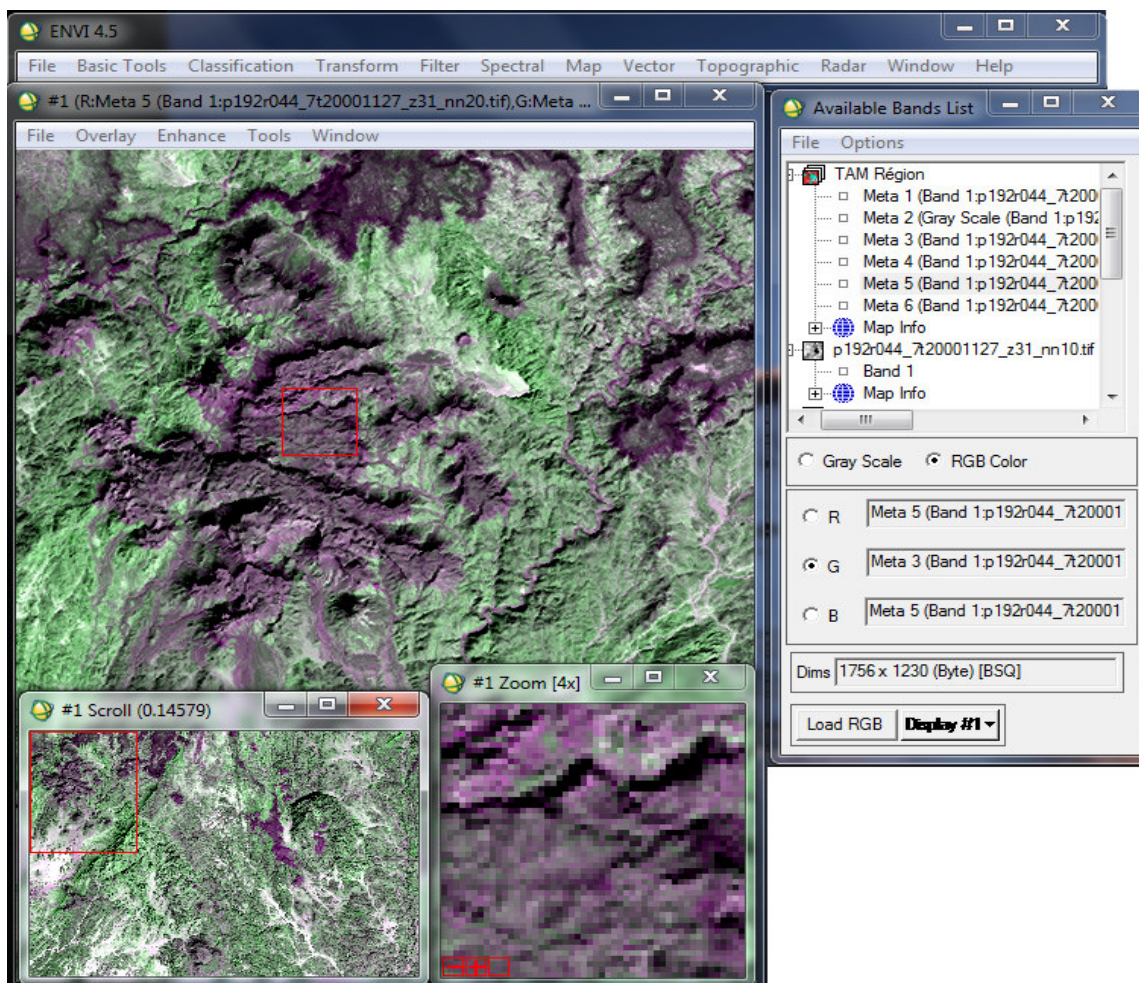 ENVI 4.5
File Basic Tools Classification Transform Filter Spectral Map Vector Topographic Radar Window Help
#1 (R:Meta 5 (Band 1:p192r044_7t20001127_z31_nn20.tif),G:Meta ...
File Overlay Enhance Tools Window
#1 Scroll (0.14579)
#1 Zoom [4x]
Available Bands List
File Options
TAM Région
Meta 1 (Band 1:p192r044_7t200
Meta 2 (Gray Scale (Band 1:p192
Meta 3 (Band 1:p192r044_7t200
Meta 4 (Band 1:p192r044_7t200
Meta 5 (Band 1:p192r044_7t200
Meta 6 (Band 1:p192r044_7t200
Map Info
p192r044_7t20001127_z31_nn10.tif
Band 1
Map Info
Gray Scale RGB Color
R Meta 5 (Band 1:p192r044_7t20001
G Meta 3 (Band 1:p192r044_7t20001
B Meta 5 (Band 1:p192r044_7t20001
Dims 1756 x 1230 (Byte) [BSQ]
Load RGB Display #1